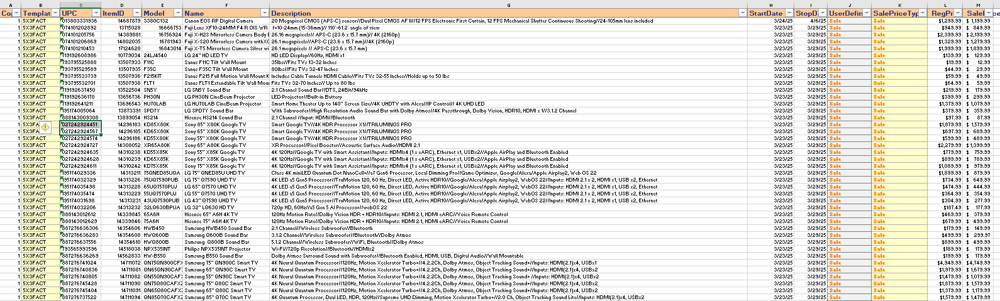 A B C D E F G H I J K L M
Co Templat UPC ItemID Model Name Description StartDate StopD UserDefin SalePriceTyp RegPr SaleI ce
1 5X3FACT 013803331936 14687879 3380C132 Canon EOS RP Digital Camera 20 Megapixel CMOS (APS-C) sensor//Dual Pixel CMOS AF II//12 FPS Electronic First Curtain, 12 FPS Mechanical Shutter Continuous Shooting//24-105mm lens included 3/24/25 4/6/25 Sale Sale $1,299.99 $ 1,199.99
1 5X3FACT 074101202892 13715028 16666753 Fuji Lens XF10-24MM F4 R OIS WR f=10-24mm (15-36mm)// 110˚-61.2˚ angle of view 3/23/25 3/29/25 Sale Sale $949.99 $ 849.99
1 5X3FACT 074101205756 14389881 16756924 Fuji X-H2S Mirrorless Camera Body 26.16 megapixels// APS-C (23.6 x 15.7 mm)// 4K (2160p) 3/23/25 3/29/25 Sale Sale $2,399.99 $ 2,199.99
1 5X3FACT 074101206869 14802035 16781943 Fuji X-S20 Mirrorless Camera withXC 26.1 megapixels//APS-C (23.6 x 15.7 mm)//4K (2160p) 3/23/25 3/29/25 Sale Sale $1,329.99 $ 1,279.99
1 5X3FACT 074101210453 17124628 16843014 Fuji X-T5 Mirrorless Camera Silver wi 26.1 megapixels // APS-C (23.6 x 15.7 mm) 3/23/25 3/29/25 Sale Sale $1,999.99 $ 1,899.99
1 5X3FACT 719192608986 10779034 24LJ4540 LG 24" HD LED TV HD LED Display//60Hz, HDMI x1 3/23/25 3/29/25 Sale Sale $139.99 $ 129.99
1 5X3FACT 793795525888 13507933 F11C Sanus F11C Tilt Wall Mount 35lbs//Fits TVs 13-32 Inches 3/23/25 3/29/25 Sale Sale $19.99 $ 12.99
1 5X3FACT 793795529589 13507935 F35C Sanus F35C Tilt Wall Mount 80lbs//Fits TVs 32-47 Inches 3/23/25 3/29/25 Sale Sale $44.99 $ 29.99
1 5X3FACT 793795533739 13507936 F215KIT Sanus F215 Full Motion Wall Mount K Includes Cable Tunnels HDMI Cable//Fits TVs 32-55 Inches//Holds up to 50 lbs 3/23/25 3/29/25 Sale Sale $59.99 $ 49.99
1 5X3FACT 793795532701 13507938 FLT1 Sanus FLT1 Extendable Tilt Wall Mou Fits TVs 32-70 Inches// Up to 80 lbs 3/23/25 3/29/25 Sale Sale $64.99 $ 59.99
1 5X3FACT 719192637450 13522504 SN5Y LG SN5Y Sound Bar 2.1 Channel Sound Bar//DTS, 24Bit/94kHz 3/23/25 3/29/25 Sale Sale $219.99 $ 179.99
1 5X3FACT 719192636170 13656736 PH30N LG PH30N CineBeam Projector LED Projector//Built-in Battery 3/23/25 3/29/25 Sale Sale $399.99 $ 299.99
1 5X3FACT 719192641211 13696543 HU70LAB LG HU70LAB CineBeam Projector Smart Home Theater Up to 140" Screen Size//4K UHDTV with Alexa//IP Control// 4K UHD LED 3/23/25 3/29/25 Sale Sale $1,379.99 $ 1,079.99
1 5X3FACT 195174005064 13873391 SPD7Y LG SPD7Y Sound Bar With Subwoofer//High Resolution Audio Sound Bar with Dolby Atmos//4K Passthrough, Dolby Vision, HDR10, HDMI x 1//3.1.2 Channel 3/23/25 3/29/25 Sale Sale $379.99 $ 359.99
1 5X3FACT 888143009308 13899054 HS214 Hisense HS214 Sound Bar 2.1 Channel //Input: HDMI//Bluetooth 3/23/25 3/29/25 Sale Sale $97.99 $ 87.99
1 5X3FA 027242924451 14296183 KD85X80K Sony 85" X80K Google TV Smart Google TV//4K HDR Processor X1//TRILUMINOS PRO 3/23/25 3/29/25 Sale Sale $1,879.99 $ 1,579.99
1 5X3FA 027242924567 14296185 KD65X80K Sony 65" X80K Google TV Smart Google TV//4K HDR Processor X1//TRILUMINOS PRO 3/23/25 3/29/25 Sale Sale $697.99 $ 689.99
1 5X3FACT 027242924574 14296186 KD55X80K Sony 55" X80K Google TV Smart Google TV//4K HDR Processor X1//TRILUMINOS PRO 3/23/25 3/29/25 Sale Sale $599.99 $ 489.99
1 5X3FACT 027242924727 14308052 XR65A80K Sony 65" A80K Google TV XR Processor//Pixel Booster//Acoustic Surface Audio//HDMI 2.1 3/23/25 3/29/25 Sale Sale $2,279.99 $ 1,399.99
1 5X3FACT 027242924635 14310238 KD55X85K Sony 55" X85K Google TV 4K 120Hz//Google TV with Smart Assistant//Inputs: HDMIx4 (1 x eARC), Ethernet x1, USBx2//Apple AirPlay and Bluetooth Enabled 3/23/25 3/29/25 Sale Sale $779.99 $ 759.99
1 5X3FACT 027242924628 14310239 KD65X85K Sony 65" X85K Google TV 4K 120Hz//Google TV with Smart Assistant//Inputs: HDMIx4 (1 x eARC), Ethernet x1, USBx2//Apple AirPlay and Bluetooth Enabled 3/23/25 3/29/25 Sale Sale $899.99 $ 789.99
1 5X3FACT 027242924611 14310242 KD75X85K Sony 75" X85K Google TV 4K 120Hz//Google TV with Smart Assistant//Inputs: HDMIx4 (1 x eARC), Ethernet x1, USBx2//Apple AirPlay and Bluetooth Enabled 3/23/25 3/29/25 Sale Sale $1,089.99 $ 979.99
1 5X3FACT 195174029336 14313211 75QNED85UQA LG 75" QNED85U UHD TV Class 4K miniLED Quantum Dot NanoCell+//a7 Gen6 Processor, Local Dimming Pro//Game Optimizer, Google/Alexa/Apple Airplay2, Web OS 22 3/23/25 3/29/25 Sale Sale $1,899.99 $ 879.99
1 5X3FACT 195174032329 14313226 75UQ7590PUB LG 75" Q7590 UHD TV 4K LED a5 Gen5 Processor//TruMotion 120, 60 Hz, Direct LED, Active HDR10//Google/Alexa/Apple Airplay2, WebOS 22//Inputs: HDMI 2.1 x 2, HDMI x1, USB x2, Ethernet 3/23/25 3/29/25 Sale Sale $734.99 $ 649.99
1 5X3FACT 195174035498 14313228 65UQ7570PUJ LG 65" Q7570 UHD TV 4K LED a5 Gen5 Processor//TruMotion 120, 60 Hz, Direct LED, Active HDR10//Google/Alexa/Apple Airplay2, WebOS 22//Inputs: HDMI 2.1 x 2, HDMI x1, USB x2, Ethernet 3/23/25 3/29/25 Sale Sale $474.99 $ 444.99
1 5X3FACT 195174035474 14313229 55UQ7570PUJ LG 55" Q7570 UHD TV 4K LED a5 Gen5 Processor//TruMotion 120, 60 Hz, Direct LED, Active HDR10//Google/Alexa/Apple Airplay2, WebOS 22//Inputs: HDMI 2.1 x 2, HDMI x1, USB x2, Ethernet 3/23/25 3/29/25 Sale Sale $364.99 $ 354.99
1 5X3FACT 195174031698 14313231 43UQ7590PUB LG 43" Q7590 UHD TV 4K LED a5 Gen5 Processor//TruMotion 120, 60 Hz, Direct LED, Active HDR10//Google/Alexa/Apple Airplay2, WebOS 22//Inputs: HDMI 2.1 x 2, HDMI x1, USB x2, Ethernet 3/23/25 3/29/25 Sale Sale $304.99 $ 277.99
1 5X3FACT 195174032206 14313232 32LQ630BPUA LG 32" LQ630 HD TV 720p HD, 60Hz//a5 Gen 5 AI Processor//webOS 22 3/23/25 3/29/25 Sale Sale $187.49 $ 177.99
1 5X3FACT 888143012612 14339845 65A6H Hisense 65" A6H 4K TV 120Hz Motion Rate//Dolby Vision HDR + HDR10//Inputs: HDMI 2.1, HDMI eARC//Voice Remote Control 3/23/25 3/29/25 Sale Sale $469.99 $ 379.99
1 5X3FACT 888143012629 14339846 75A6H Hisense 75" A6H 4K TV 120Hz Motion Rate//Dolby Vision HDR + HDR10//Inputs: HDMI 2.1, HDMI eARC//Voice Remote Control 3/23/25 3/29/25 Sale Sale $679.99 $ 499.99
1 5X3FACT 887276636306 14354606 HWB450 Samsung HWB450 Sound Bar 2.1 Channel//Wireless Subwoofer//Bluetooth 3/23/25 3/29/25 Sale Sale $179.99 $ 149.99
1 5X3FACT 887276636283 14354608 HWQ600B Samsung Q600B Sound Bar 3.1.2 Channel//Wireless Subwoofer//Bluetooth//Dolby Atmos 3/23/25 3/29/25 Sale Sale $499.99 $ 299.97
1 5X3FACT 887276637556 14354610 HWQ800B Samsung Q800B Sound Bar 5.1.2 Channel//Wireless Subwoofer//WiFi, Bluetooth//Dolby Atmos 3/23/25 3/29/25 Sale Sale $899.99 $ 499.99
1 5X3FACT 793565993596 14518038 NPX535INT Philips NPX535INT Projector Wi-Fi//720p Resolution//Bluetooth//HDMIx2 3/23/25 3/29/25 Sale Sale $189.99 $ 179.99
1 5X3FACT 887276636269 14562833 HW-B550 Samsung B550 Sound Bar Dolby Atmos Surround Sound with Subwoofer//Bluetooth Enabled, HDMI, USB, Digital Audio//Wall Mountable 3/23/25 3/29/25 Sale Sale $199.99 $ 179.99
1 5X3FACT 887276741024 14711072 QN75QN900CFX Samsung 75" QN900C Smart TV 4K Neural Quantum Processor//120Hz, Motion Xcelerator Turbo+//4.2.2Ch, Dolby Atmos, Object Tracking Sound+//Inputs: HDMI(2.1)x4, USBx1 3/23/25 3/29/25 Sale Sale $4,949.99 $ 4,749.99
1 5X3FACT 887276740836 14711081 QN65QN90CAF Samsung 65" QN90C Smart TV 4K Neural Quantum Processor//120Hz, Motion Xcelerator Turbo+//4.2.2Ch, Dolby Atmos, Object Tracking Sound+ //Inputs: HDMI(2.1)x4, USBx2 3/23/25 3/29/25 Sale Sale $1,979.99 $ 1,679.99
1 5X3FACT 887276740805 14711082 QN55QN90CAF Samsung 55" QN90C Smart TV 4K Neural Quantum Processor//120Hz, Motion Xcelerator Turbo+//4.2.2Ch, Dolby Atmos, Object Tracking Sound+ //Inputs: HDMI(2.1)x4, USBx2 3/23/25 3/29/25 Sale Sale $1,479.99 $ 1,079.99
1 5X3FACT 887276745428 14711090 QN75Q80CAFX Samsung 75" Q80C Smart TV 4K Neural Quantum Processor//120Hz, Motion Xcelerator Turbo+//4.2.2Ch, Dolby Atmos, Object Tracking Sound+//Inputs: HDMI(2.1)x4, USBx2 3/23/25 3/29/25 Sale Sale $1,879.99 $ 1,579.99
1 5X3FACT 887276745404 14711091 QN65Q80CAFX Samsung 65" Q80C Smart TV 4K Neural Quantum Processor//120Hz, Motion Xcelerator Turbo+//4.2.2Ch, Dolby Atmos, Object Tracking Sound+//Inputs: HDMI(2.1)x4, USBx2 3/23/25 3/29/25 Sale Sale $1,379.99 $ 1,179.99
1 5X3FACT 887276737522 14711094 QN85Q70CAFX Samsung 85" Q70C Smart TV 4K Quantum Processor, Dual LED, HDR, 120Hz//Supreme UHD Dimming, Motion Xcelerator Turbo+//2.0 Ch, Object Tracking Sound Lite//Inputs: HDMI(2.1)x4, USBx2 3/23/25 3/29/25 Sale Sale $1,579.99 $ 1,479.99